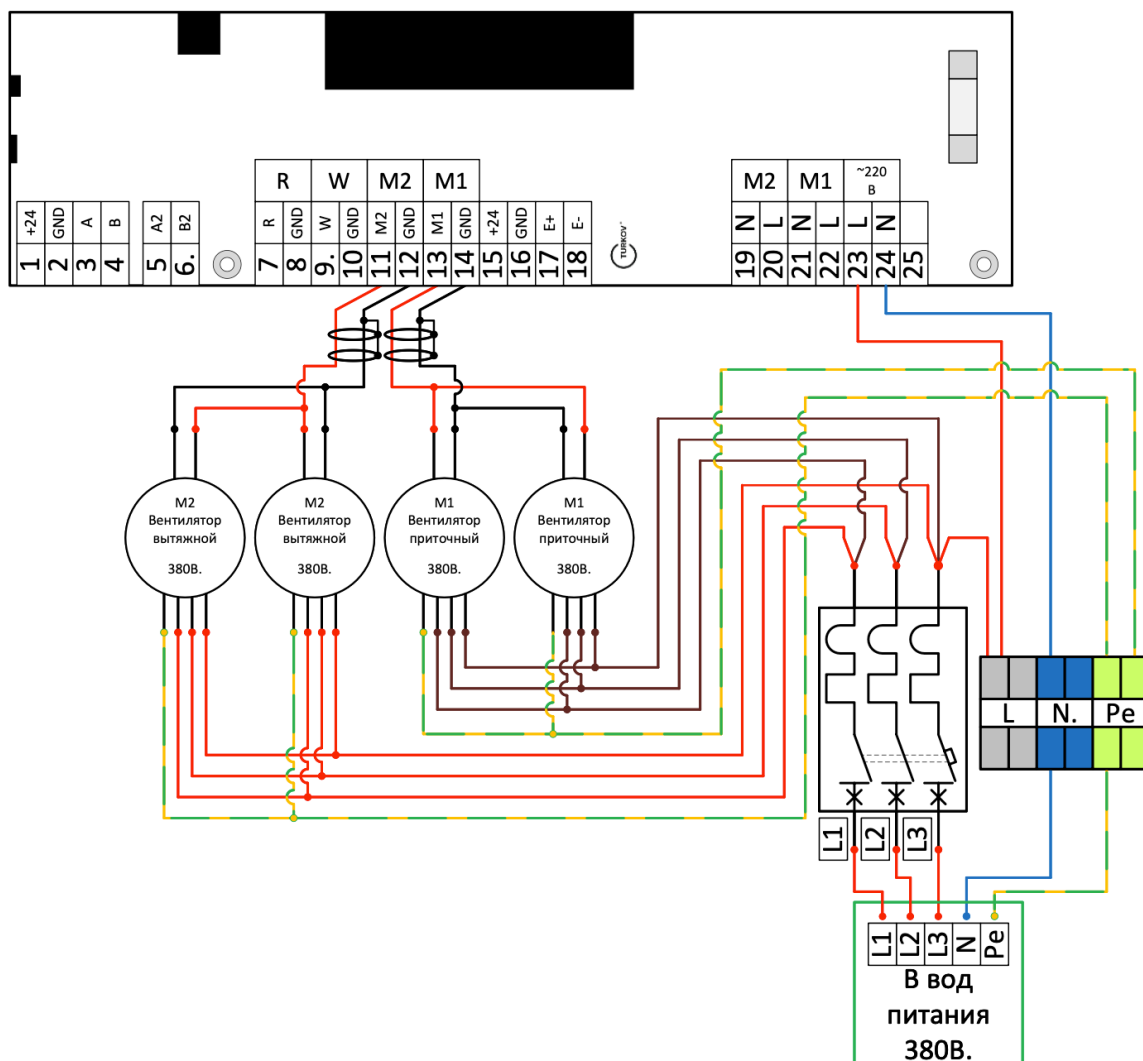 R W M2 M1
M2 M1 ~220 В
+24 GND A B A2 B2 R GND W GND M2 GND M1 GND +24 GND E+ E-
N L N L L N
1 2 3 4 5 6. 7 8 9. 10 11 12 13 14 15 16 17 18
TURKOV
19 20 21 22 23 24 25
M2
Вентилятор
вытяжной
380В.
M2
Вентилятор
вытяжной
380В.
M1
Вентилятор
приточный
380В.
M1
Вентилятор
приточный
380В.
L N. Pe
L1 L2 L3
L1 L2 L3 N Pe
В вод
питания
380В.